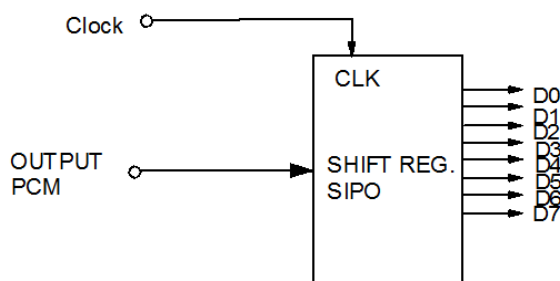 Clock
CLK
OUTPUT
PCM
SHIFT REG.
SIPO
D0
D1
D2
D3
D4
D5
D6
D7